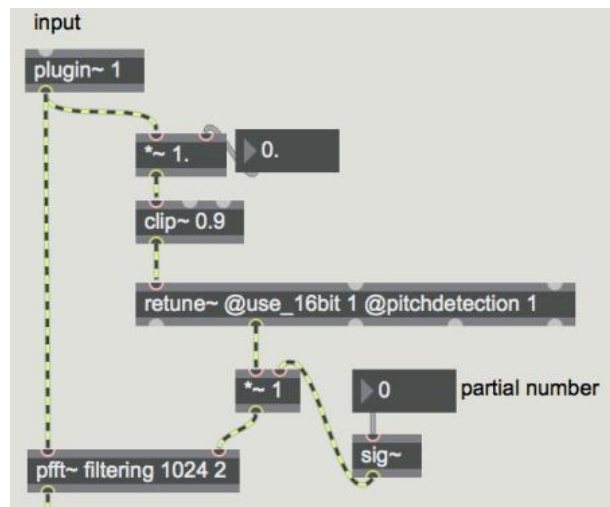 input
plugin~ 1
*~ 1.
0.
clip~ 0.9
retune~ @use_16bit 1 @pitchdetection 1
*~ 1
0
partial number
sig~
pfft~ filtering 1024 2